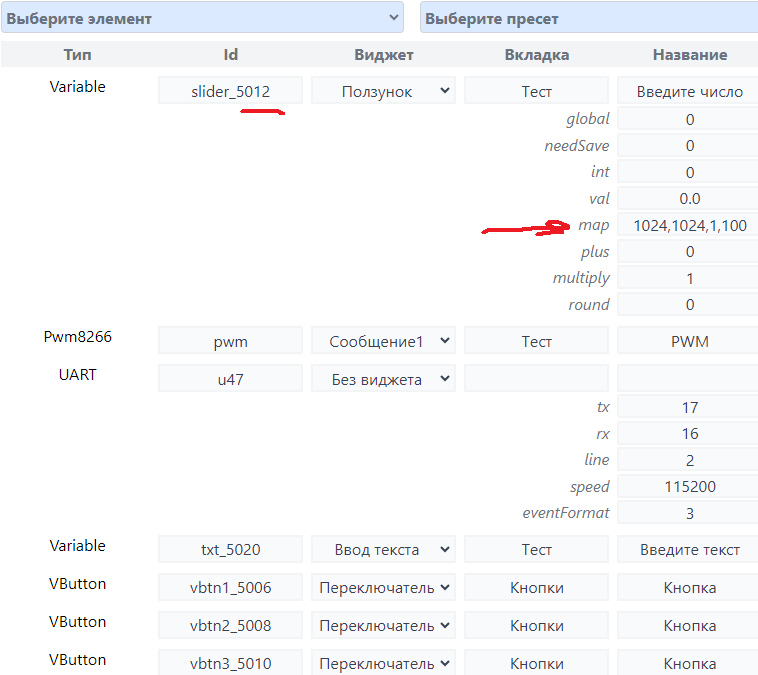 Выберите элемент Выберите пресет
Тип Id Виджет Вкладка Название
Variable slider_5012 Ползунок Тест Введите число
global 0
needSave 0
int 0
val 0.0
map 1024,1024,1,100
plus 0
multiply 1
round 0
Pwm8266 pwm Сообщение1 Тест PWM
UART u47 Без виджета
tx 17
rx 16
line 2
speed 115200
eventFormat 3
Variable txt_5020 Ввод текста Тест Введите текст
VButton vbtn1_5006 Переключатель Кнопки Кнопка
VButton vbtn2_5008 Переключатель Кнопки Кнопка
VButton vbtn3_5010 Переключатель Кнопки Кнопка